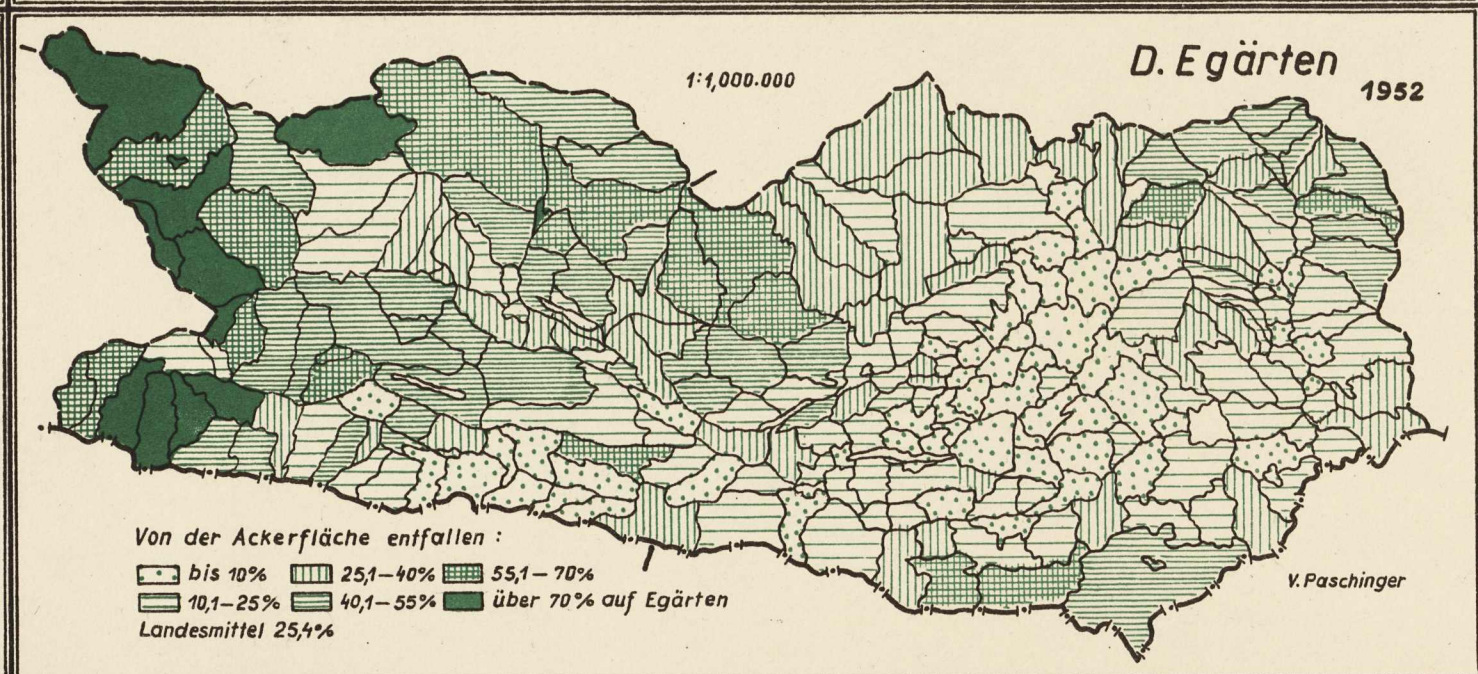 D. Egärten
1952
1:1,000.000
Von der Ackerfläche entfallen :
bis 10% 25,1-40% 55,1-70%
10,1-25% 40,1-55% über 70% auf Egärten
Landesmittel 25,4%
V. Paschinger